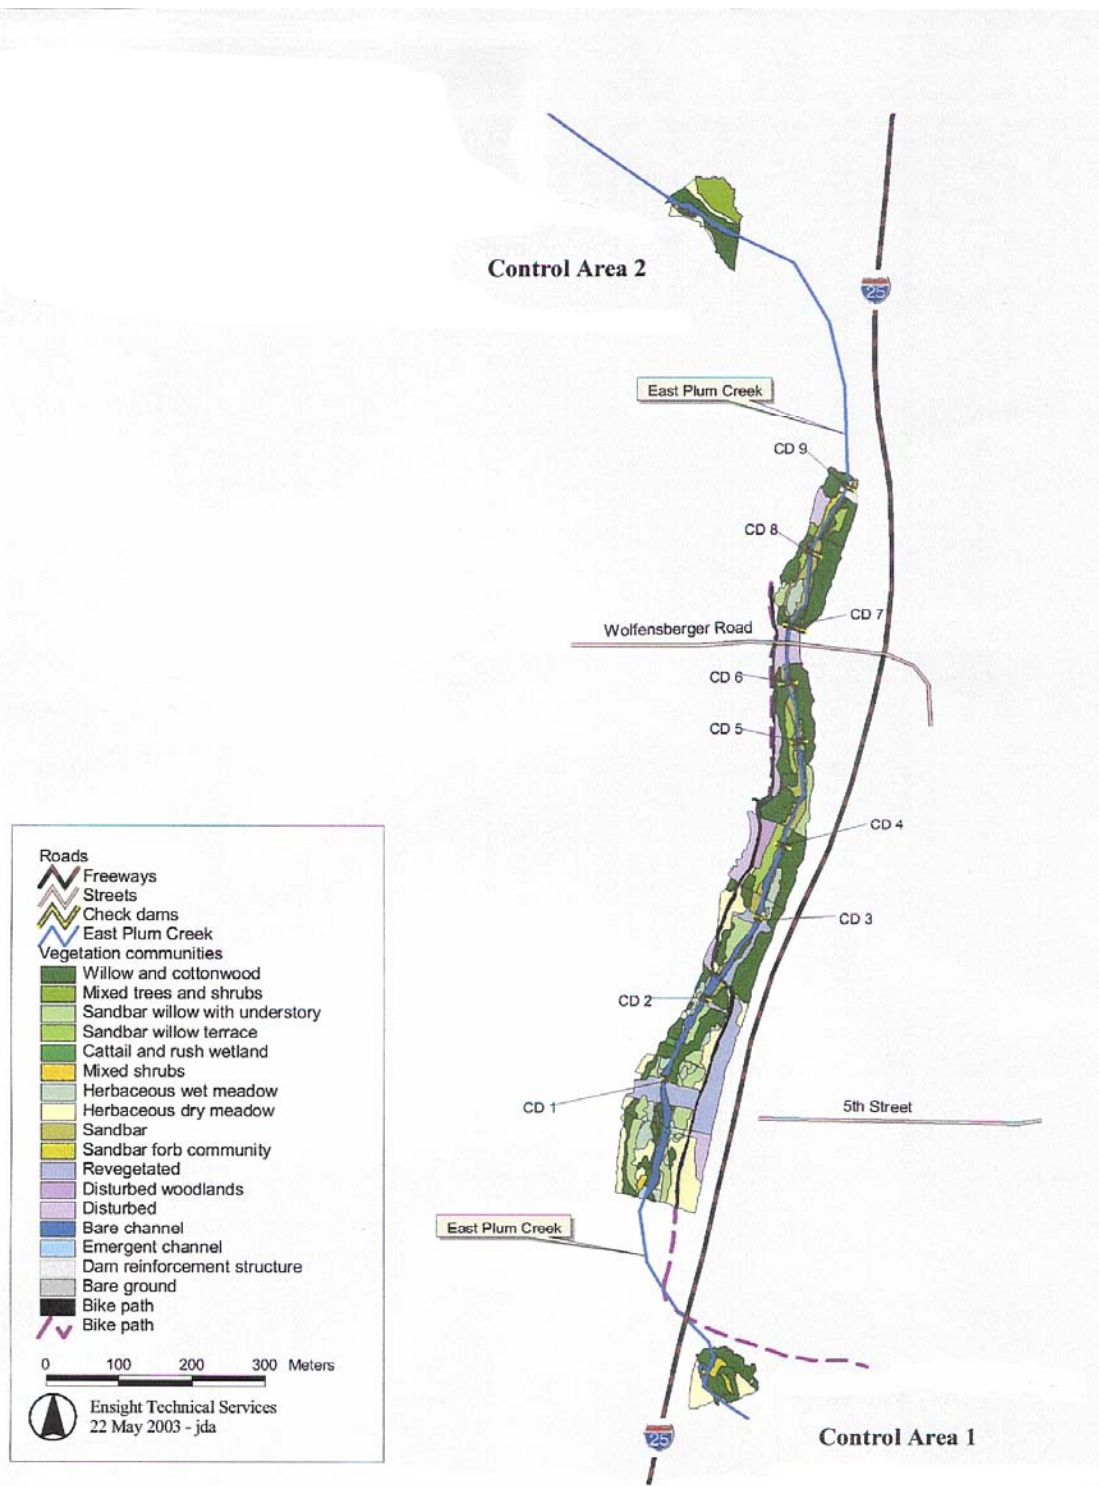 Control Area 2
25
East Plum Creek
CD 9
CD 8
CD 7
Wolfensberger Road
CD 6
CD 5
CD 4
CD 3
CD 2
CD 1
5th Street
East Plum Creek
25
Control Area 1
Roads
Freeways
Streets
Check dams
East Plum Creek
Vegetation communities
Willow and cottonwood
Mixed trees and shrubs
Sandbar willow with understory
Sandbar willow terrace
Cattail and rush wetland
Mixed shrubs
Herbaceous wet meadow
Herbaceous dry meadow
Sandbar
Sandbar forb community
Revegetated
Disturbed woodlands
Disturbed
Bare channel
Emergent channel
Dam reinforcement structure
Bare ground
Bike path
Bike path
0 100 200 300 Meters
Ensight Technical Services
22 May 2003 - jda